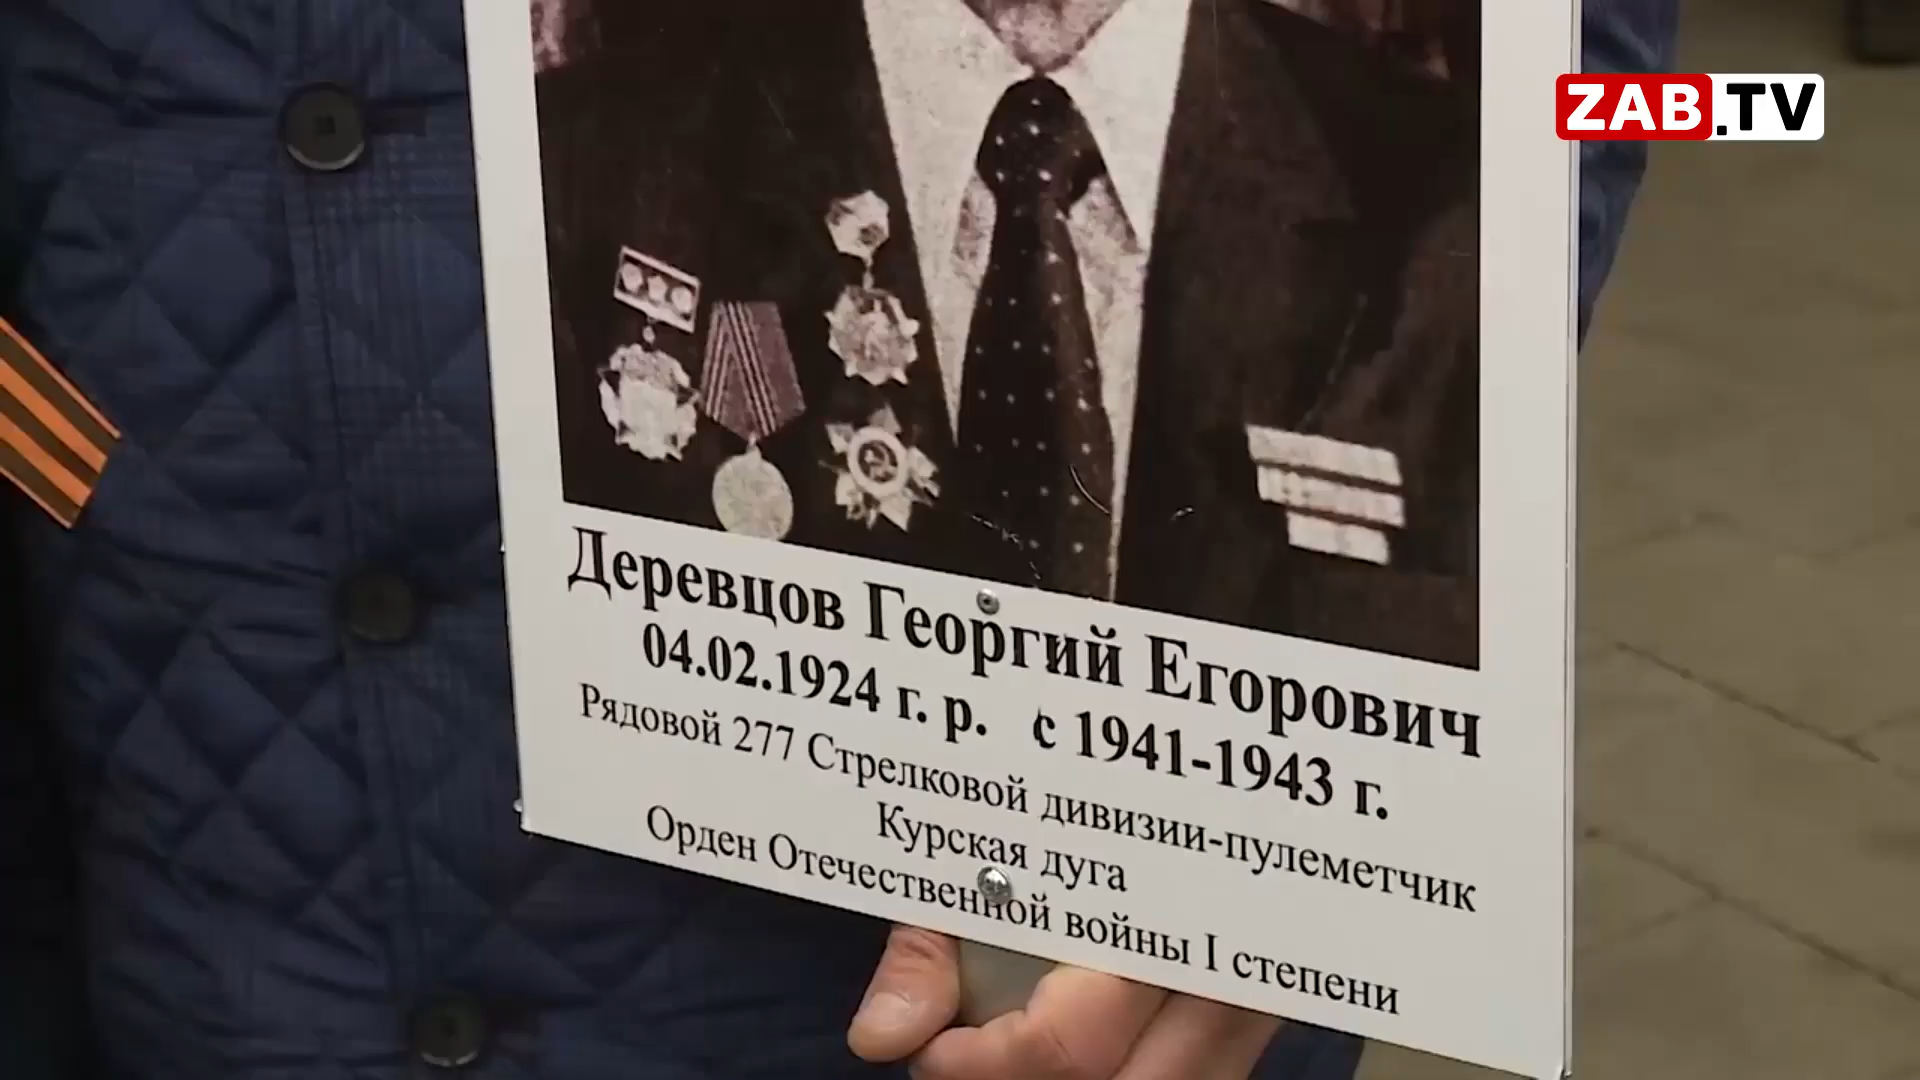 ZAB.TV
Деревцов Георгий Егорович
04.02.1924 г. р. с 1941-1943 г.
Рядовой 277 Стрелковой дивизии-пулеметчик
Курская дуга
Орден Отечественной войны I степени